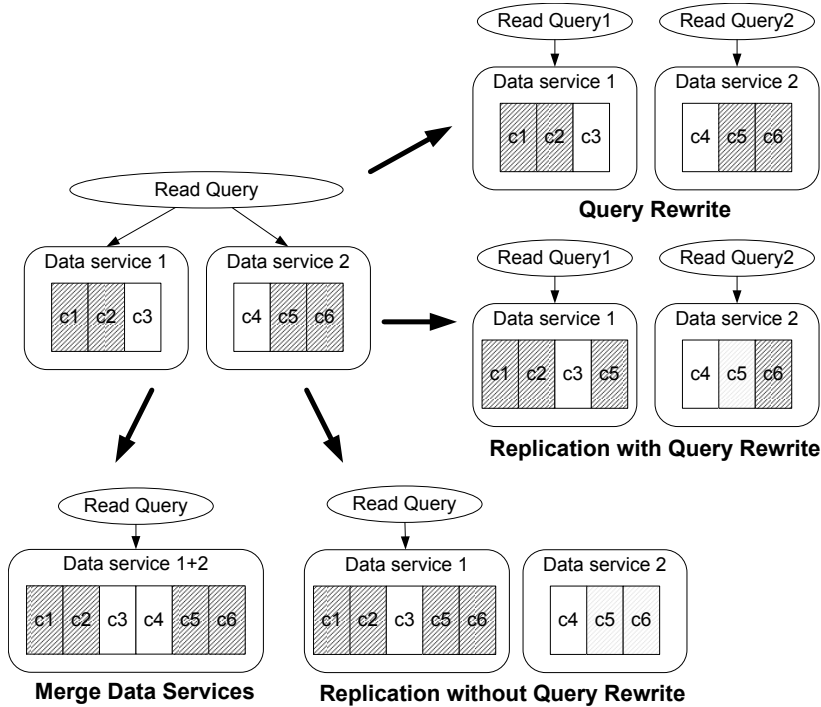 Read Query1
Read Query2
Data service 1
Data service 2
c1 c2 c3
c4 c5 c6
Query Rewrite
Read Query
Data service 1
Data service 2
c1 c2 c3
c4 c5 c6
Read Query1
Read Query2
Data service 1
Data service 2
c1 c2 c3 c5
c4 c5 c6
Replication with Query Rewrite
Read Query
Data service 1+2
c1 c2 c3 c4 c5 c6
Merge Data Services
Read Query
Data service 1
Data service 2
c1 c2 c3 c5 c6
c4 c5 c6
Replication without Query Rewrite